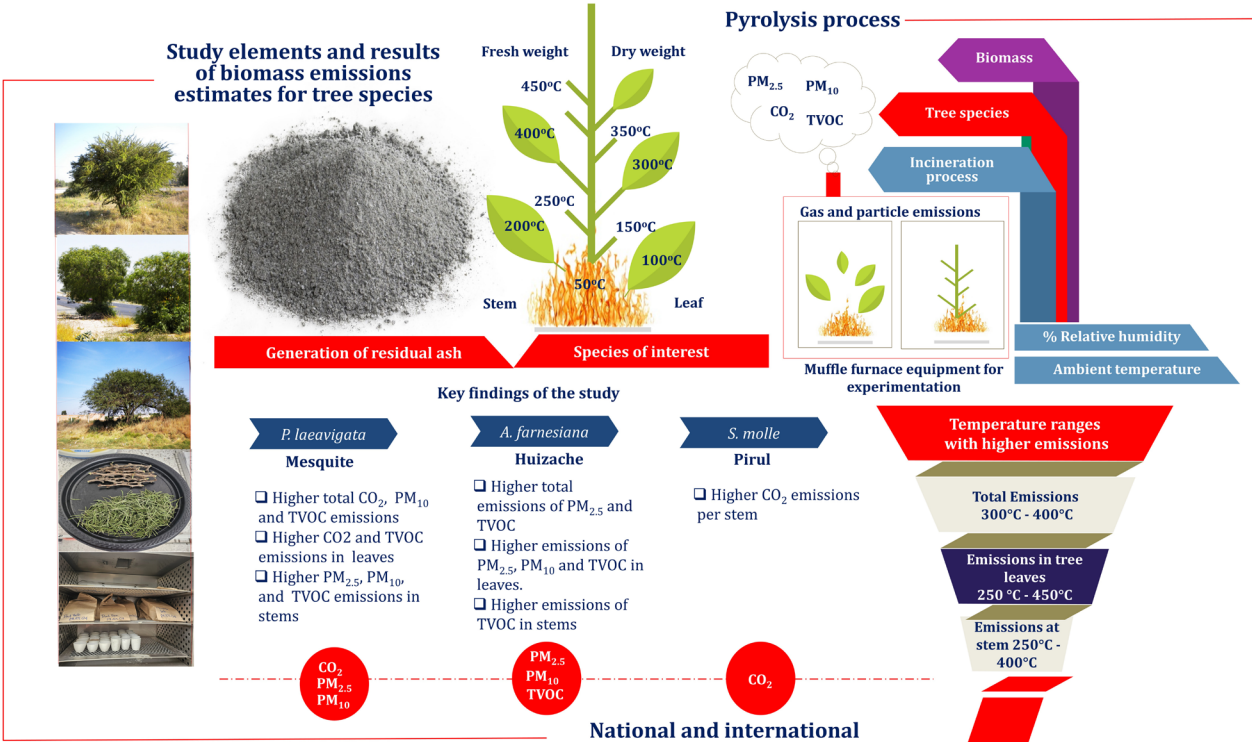 Pyrolysis process
Study elements and results
of biomass emissions
estimates for tree species
Fresh weight
Dry weight
450ºC
400ºC
350ºC
300ºC
250ºC
200ºC
150ºC
100ºC
50ºC
Stem
Leaf
Generation of residual ash
Species of interest
PM2.5
PM10
CO2
TVOC
Biomass
Tree species
Incineration
process
Gas and particle emissions
% Relative humidity
Ambient temperature
Muffle furnace equipment for
experimentation
Key findings of the study
P. laeavigata
Mesquite
❑ Higher total CO2, PM10
and TVOC emissions
❑ Higher CO2 and TVOC
emissions in leaves
❑ Higher PM2.5, PM10,
and TVOC emissions in
stems
A. farnesiana
Huizache
❑ Higher total
emissions of PM2.5 and
TVOC
❑ Higher emissions of
PM2.5, PM10 and TVOC in
leaves.
❑ Higher emissions of
TVOC in stems
S. molle
Pirul
❑ Higher CO2 emissions
per stem
Temperature ranges
with higher emissions
Total Emissions
300°C - 400°C
Emissions in tree
leaves
250 °C - 450°C
Emissions at
stem 250°C -
400°C
CO2
PM2.5
PM10
PM2.5
PM10
TVOC
CO2
National and international